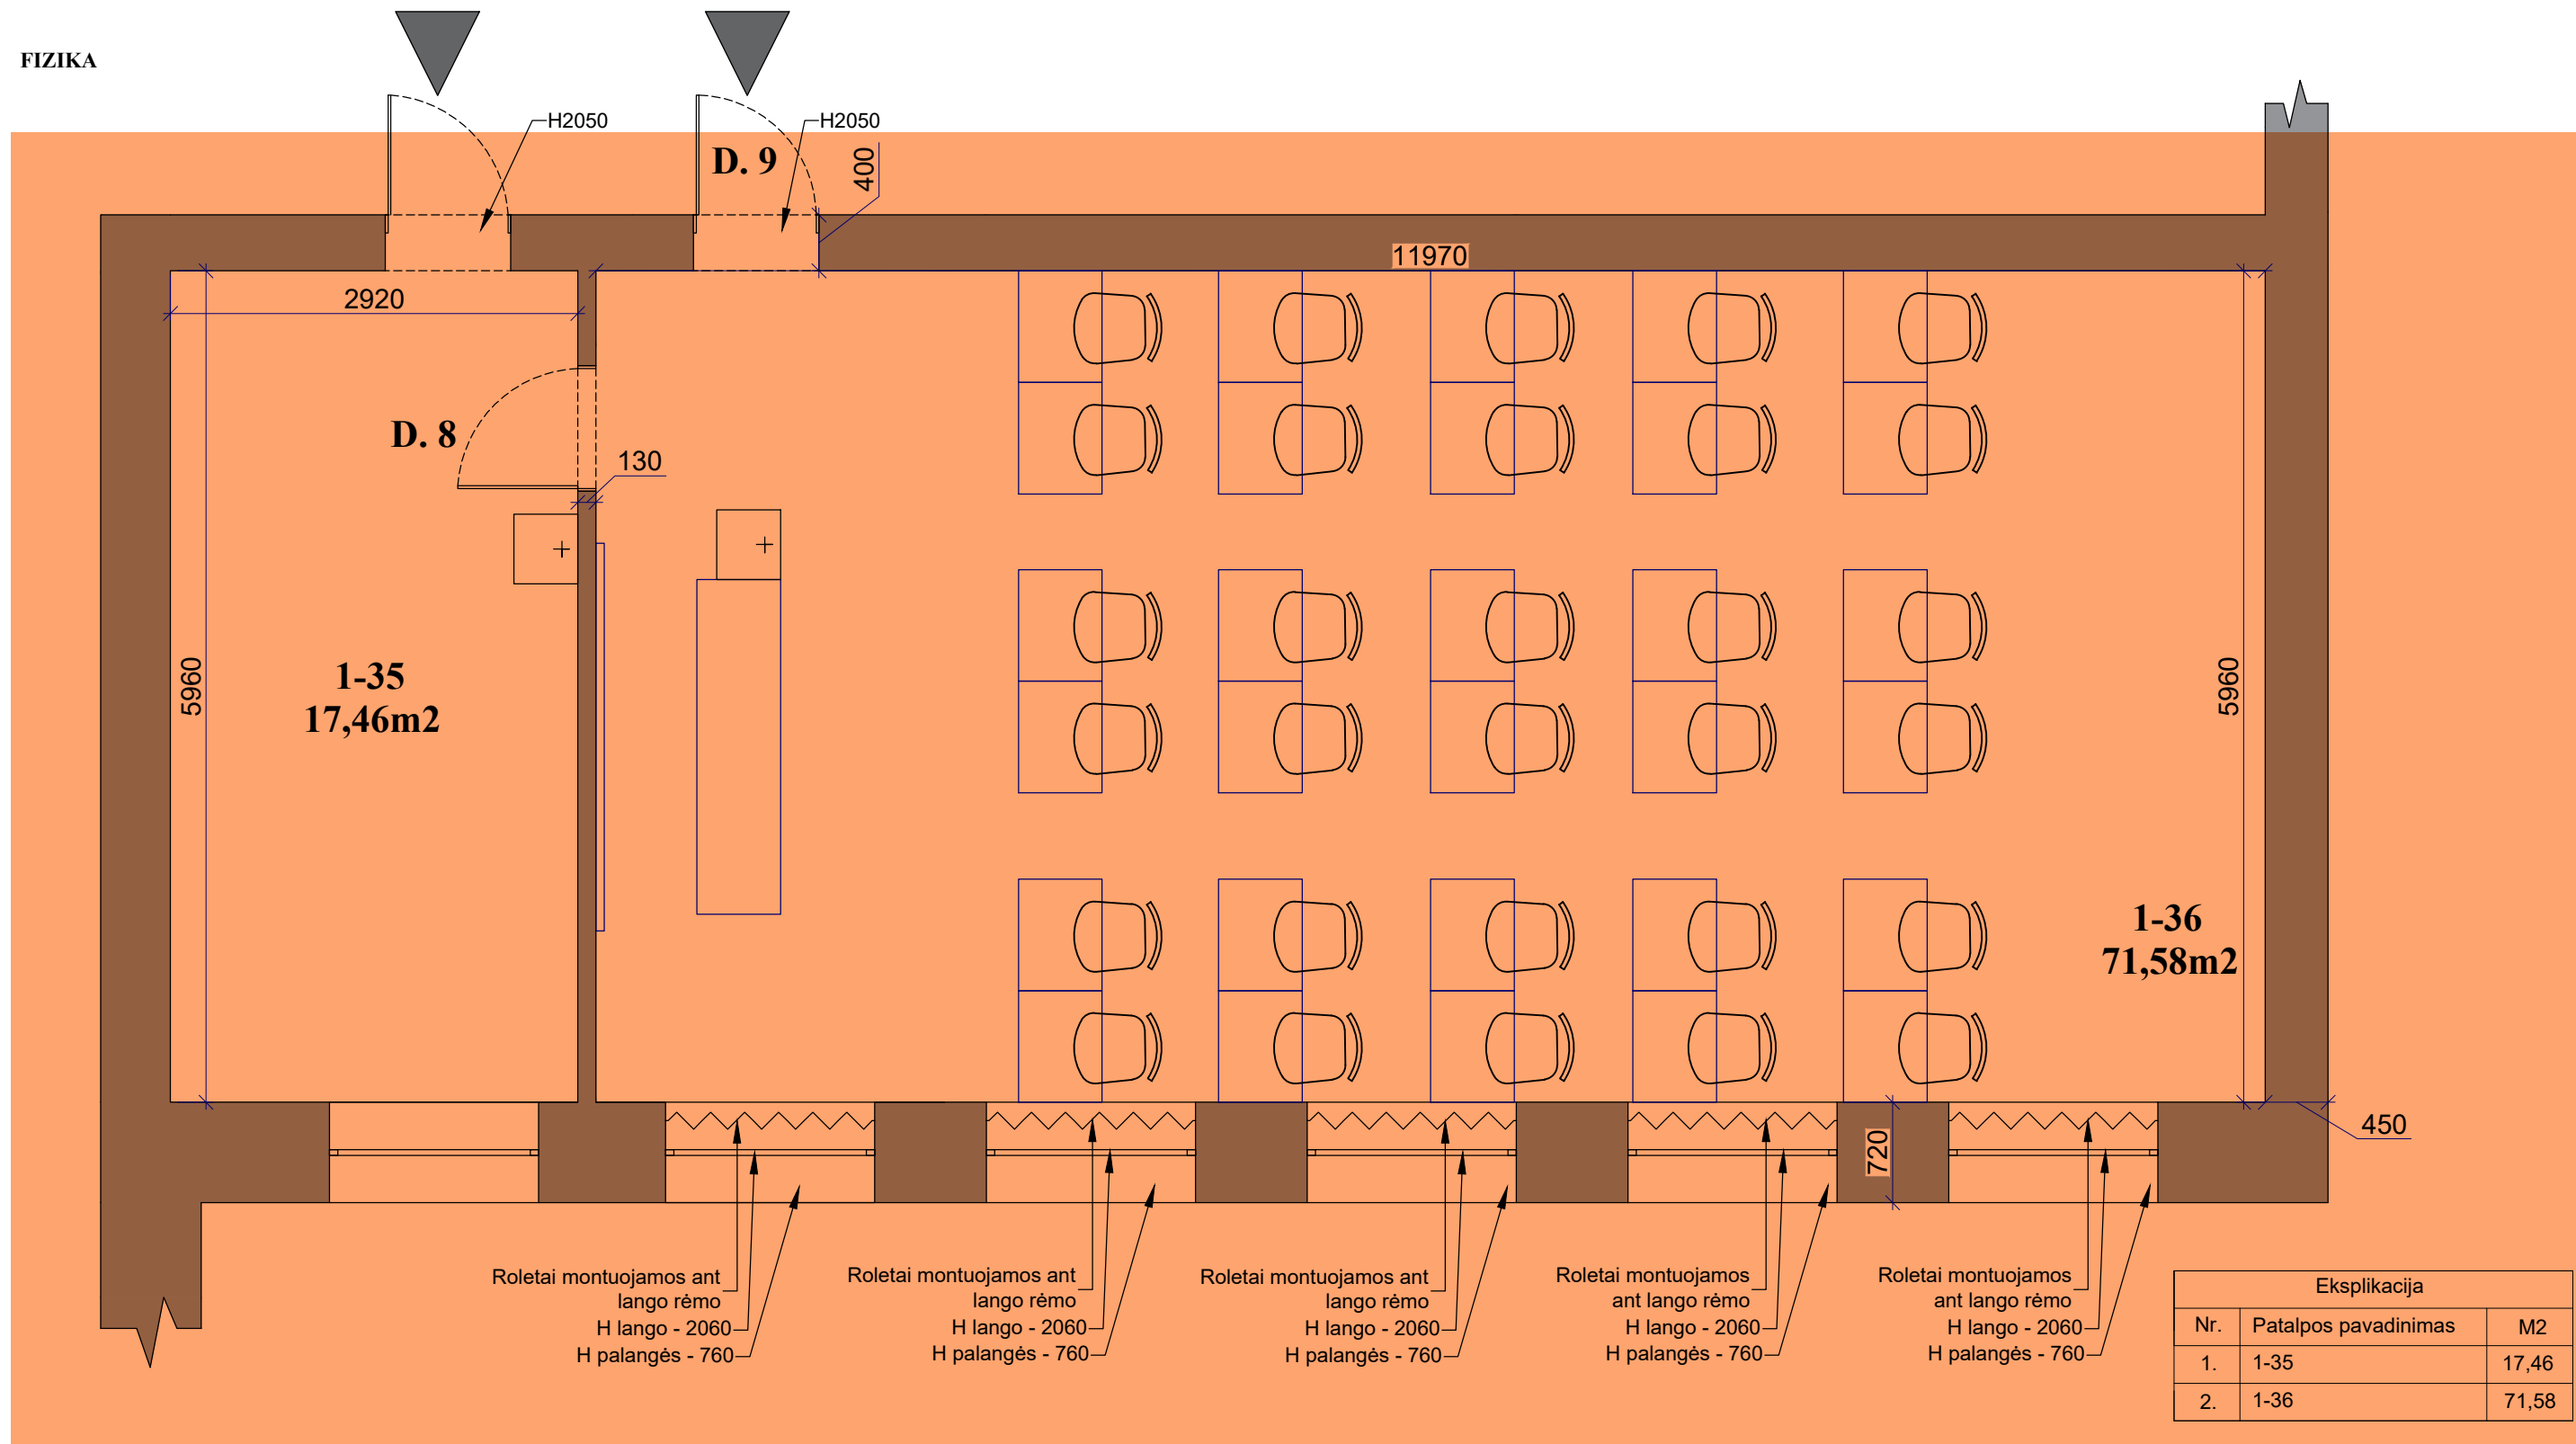 FIZIKA
H2050
H2050
D. 9
400
11970
2920
D. 8
130
5960
1-35
17,46m2
5960
1-36
71,58m2
720
450
Roletai montuojamos ant
lango rėmo
H lango - 2060
H palangės - 760
Roletai montuojamos ant
lango rėmo
H lango - 2060
H palangės - 760
Roletai montuojamos ant
lango rėmo
H lango - 2060
H palangės - 760
Roletai montuojamos
ant lango rėmo
H lango - 2060
H palangės - 760
Roletai montuojamos
ant lango rėmo
H lango - 2060
H palangės - 760
Eksplikacija
Nr. Patalpos pavadinimas M2
1. 1-35 17,46
2. 1-36 71,58